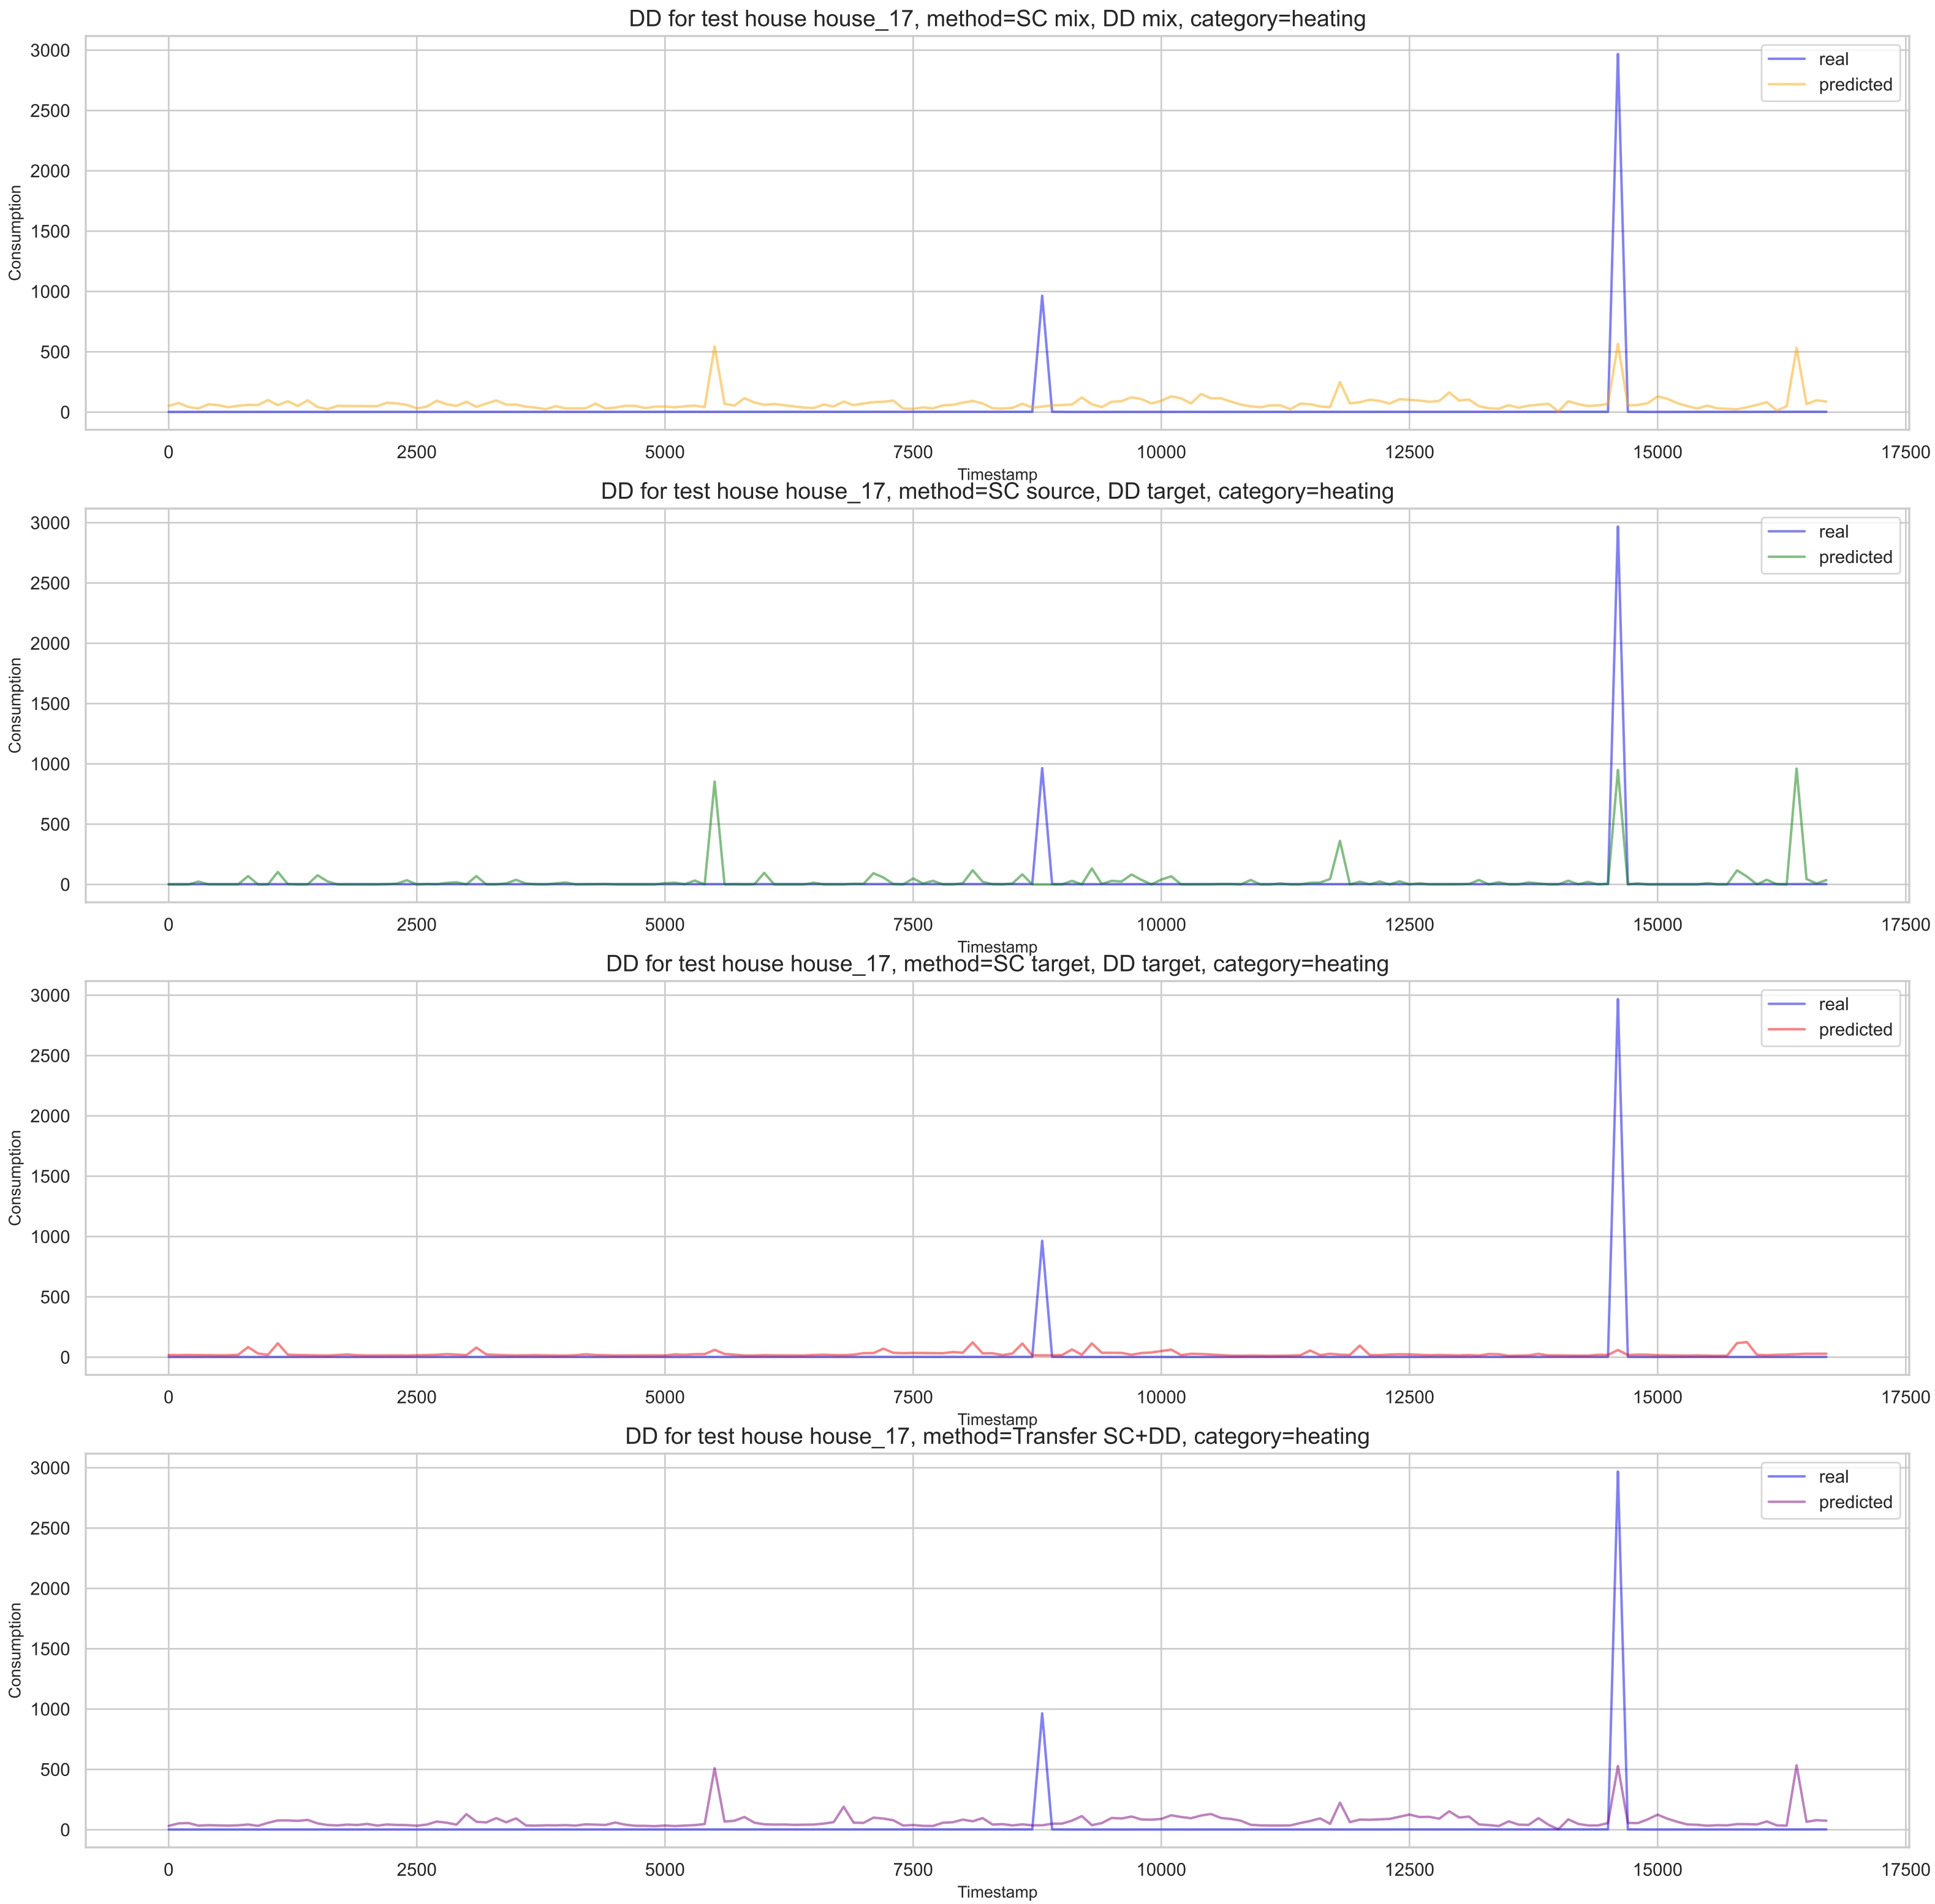 DD for test house house_17, method=SC mix, DD mix, category=heating
3000
2500
2000
1500
1000
500
0
Consumption
real
predicted
0 2500 5000 7500 10000 12500 15000 17500
Timestamp
DD for test house house_17, method=SC source, DD target, category=heating
3000
2500
2000
1500
1000
500
0
Consumption
real
predicted
0 2500 5000 7500 10000 12500 15000 17500
Timestamp
DD for test house house_17, method=SC target, DD target, category=heating
3000
2500
2000
1500
1000
500
0
Consumption
real
predicted
0 2500 5000 7500 10000 12500 15000 17500
Timestamp
DD for test house house_17, method=Transfer SC+DD, category=heating
3000
2500
2000
1500
1000
500
0
Consumption
real
predicted
0 2500 5000 7500 10000 12500 15000 17500
Timestamp